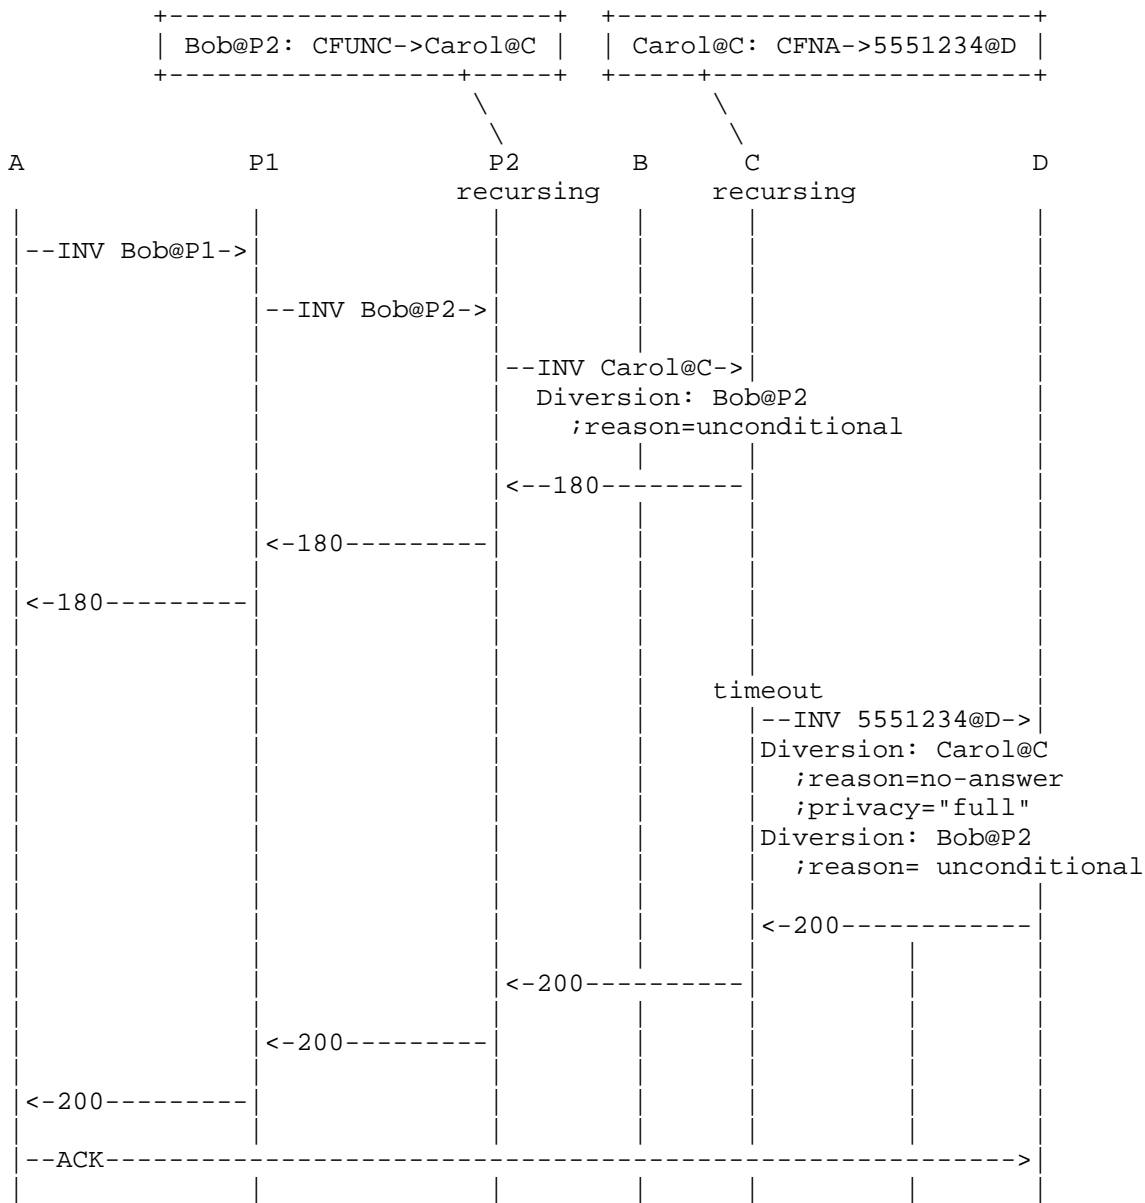 Bob@P2: CFUNC->Carol@C | Carol@C: CFNA->5551234@D
A P1 P2 B C D
recursing recursing
--INV Bob@P1->
--INV Bob@P2->
--INV Carol@C->
Diversion: Bob@P2
;reason=unconditional
<--180---------
<-180---------
<-180---------
timeout
--INV 5551234@D->
Diversion: Carol@C
;reason=no-answer
;privacy="full"
Diversion: Bob@P2
;reason= unconditional
<-200------------
<-200----------
<-200---------
<-200---------
--ACK---------------------------------------------------------->